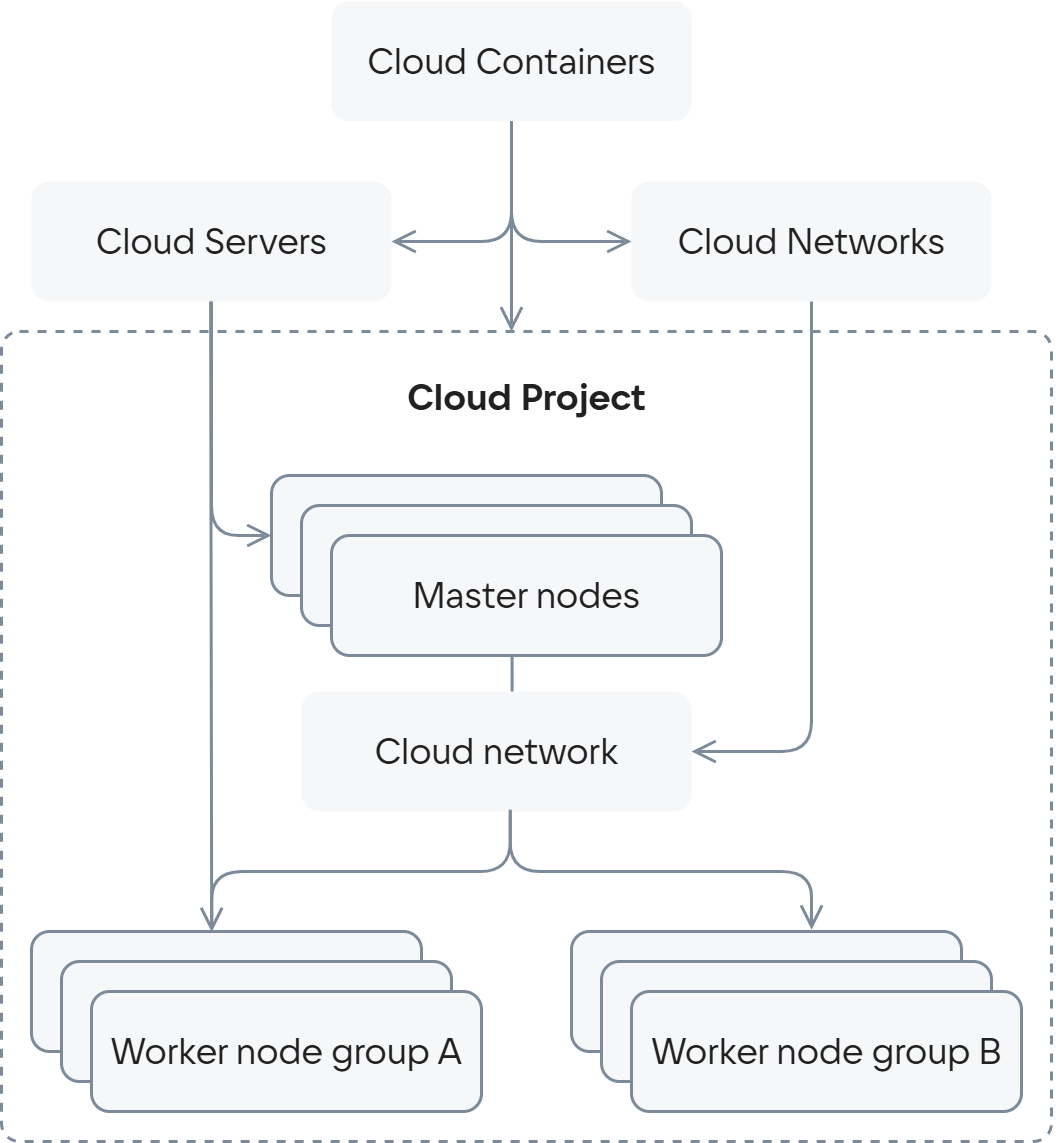 Cloud Containers
Cloud Servers
Cloud Networks
Cloud Project
Master nodes
Cloud network
Worker node group A
Worker node group B